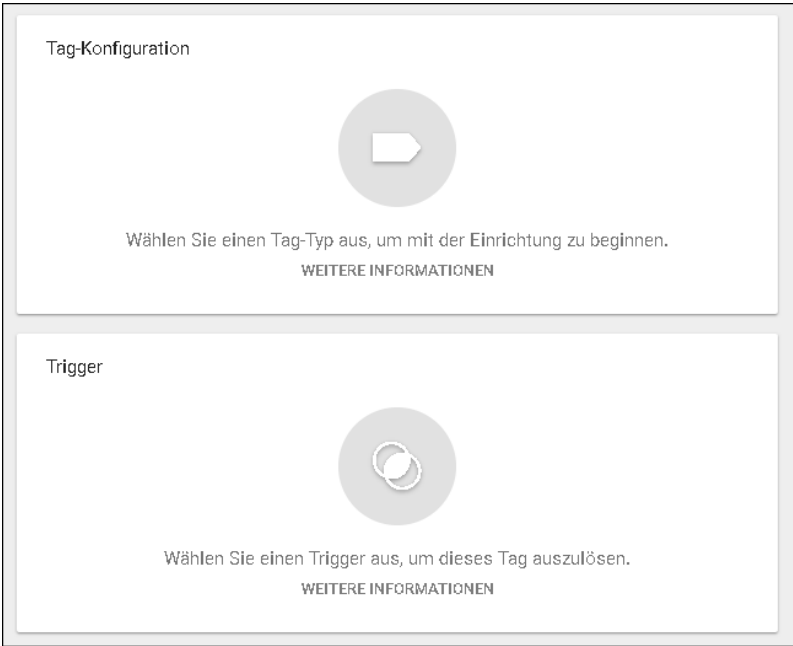 Tag-Konfiguration
Wählen Sie einen Tag-Typ aus, um mit der Einrichtung zu beginnen.
WEITERE INFORMATIONEN
Trigger
Wählen Sie einen Trigger aus, um dieses Tag auszulösen.
WEITERE INFORMATIONEN